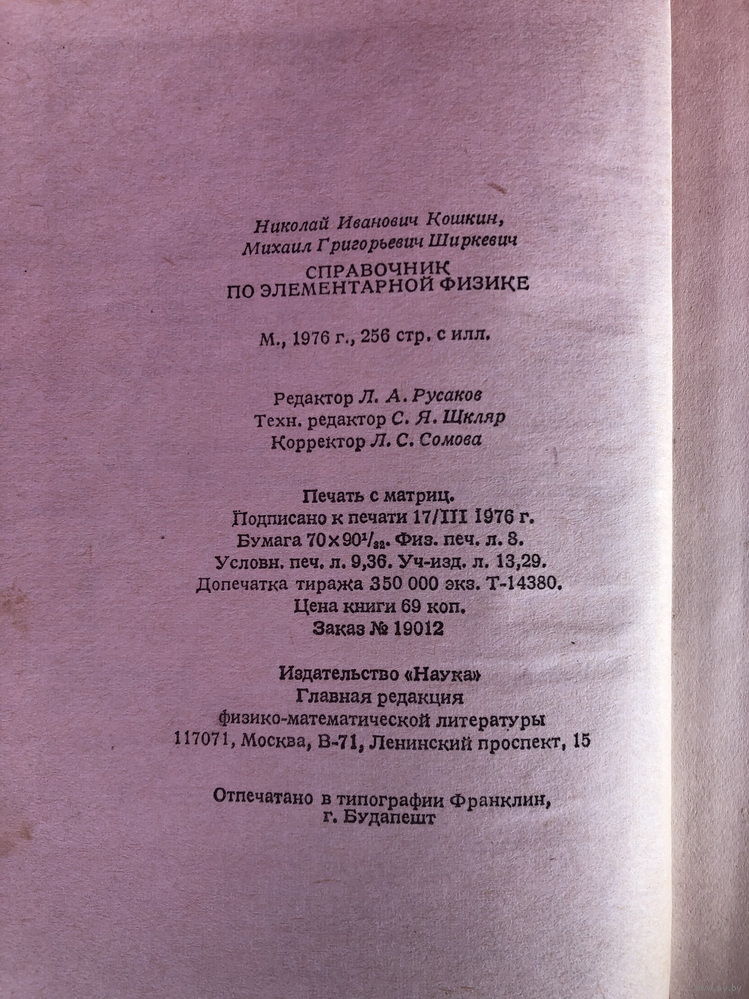 Николай Иванович Кошкин,
Михаил Григорьевич Ширкевич
СПРАВОЧНИК
ПО ЭЛЕМЕНТАРНОЙ ФИЗИКЕ
М., 1976 г., 256 стр. с илл.
Редактор Л. А. Русаков
Техн. редактор С. Я. Шкляр
Корректор Л. С. Сомова
Печать с матриц.
Подписано к печати 17/III 1976 г.
Бумага 70×90¹/₃₂. Физ. печ. л. 8.
Условн. печ. л. 9,36. Уч-изд. л. 13,29.
Допечатка тиража 350 000 экз. Т-14380.
Цена книги 69 коп.
Заказ № 19012
Издательство «Наука»
Главная редакция
физико-математической литературы
117071, Москва, В-71, Ленинский проспект, 15
Отпечатано в типографии Франклин,
г. Будапешт